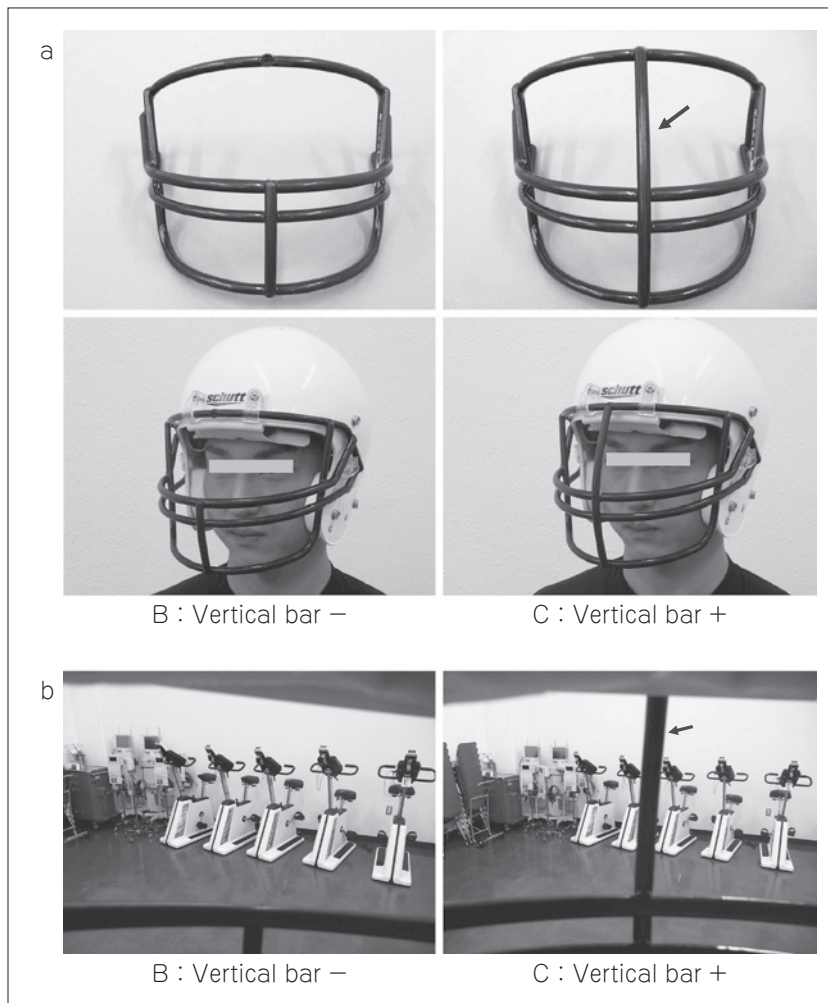 a
schutt
schutt
B : Vertical bar −
C : Vertical bar +
b
B : Vertical bar −
C : Vertical bar +